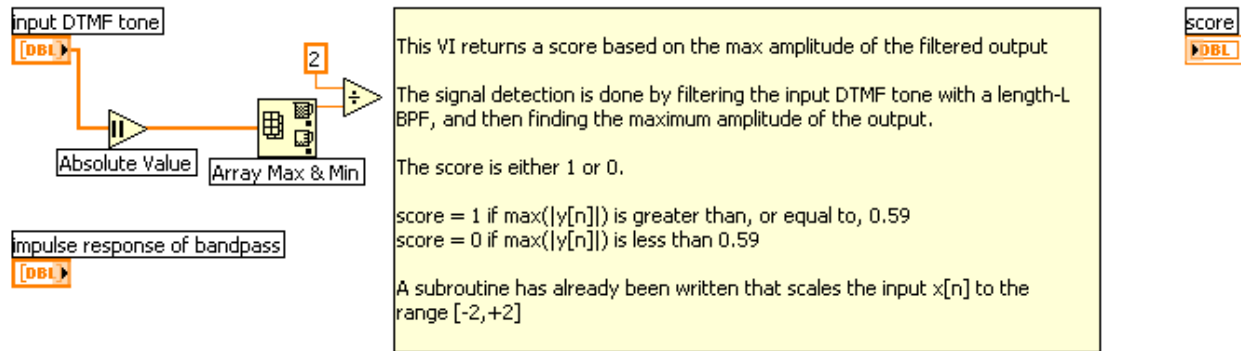 input DTMF tone
[DBL]
2
÷
Absolute Value
Array Max & Min
impulse response of bandpass
[DBL]
This VI returns a score based on the max amplitude of the filtered output
The signal detection is done by filtering the input DTMF tone with a length-L
BPF, and then finding the maximum amplitude of the output.
The score is either 1 or 0.
score = 1 if max(|y[n]|) is greater than, or equal to, 0.59
score = 0 if max(|y[n]|) is less than 0.59
A subroutine has already been written that scales the input x[n] to the
range [-2,+2]
score
DBL